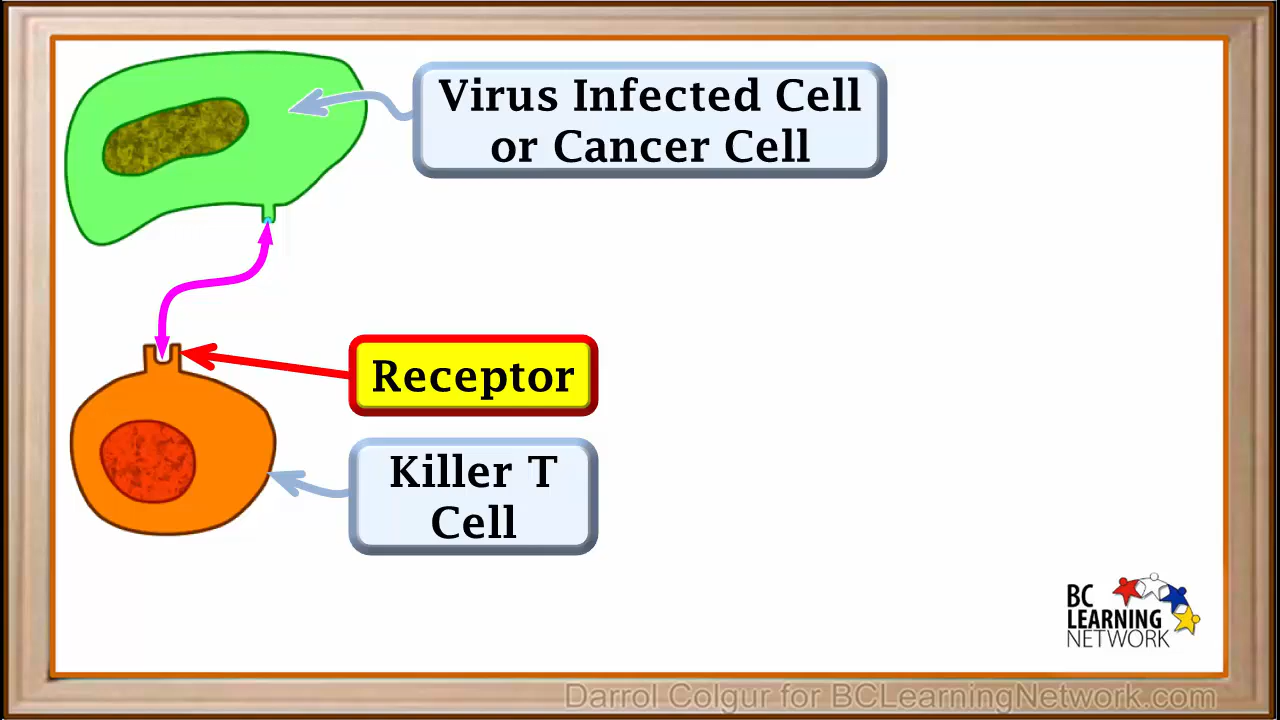 Virus Infected Cell
or Cancer Cell
Receptor
Killer T
Cell
BC
LEARNING
NETWORK
Darrol Colgur for BCLearningNetwork.com